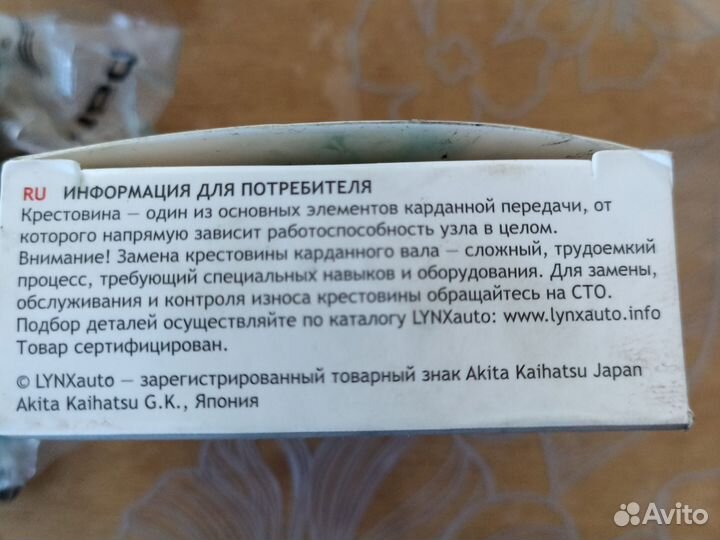 RU ИНФОРМАЦИЯ ДЛЯ ПОТРЕБИТЕЛЯ
Крестовина – один из основных элементов карданной передачи, от
которого напрямую зависит работоспособность узла в целом.
Внимание! Замена крестовины карданного вала – сложный, трудоемкий
процесс, требующий специальных навыков и оборудования. Для замены,
обслуживания и контроля износа крестовины обращайтесь на СТО.
Подбор деталей осуществляйте по каталогу LYNXauto: www.lynxauto.info
Товар сертифицирован.
© LYNXauto – зарегистрированный товарный знак Akita Kaihatsu Japan
Akita Kaihatsu G.K., Япония
Avito